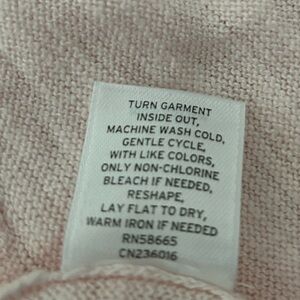 TURN GARMENT
INSIDE OUT,
MACHINE WASH COLD,
GENTLE CYCLE,
WITH LIKE COLORS,
ONLY NON-CHLORINE
BLEACH IF NEEDED,
RESHAPE,
LAY FLAT TO DRY,
WARM IRON IF NEEDED
RN58665
CN236016